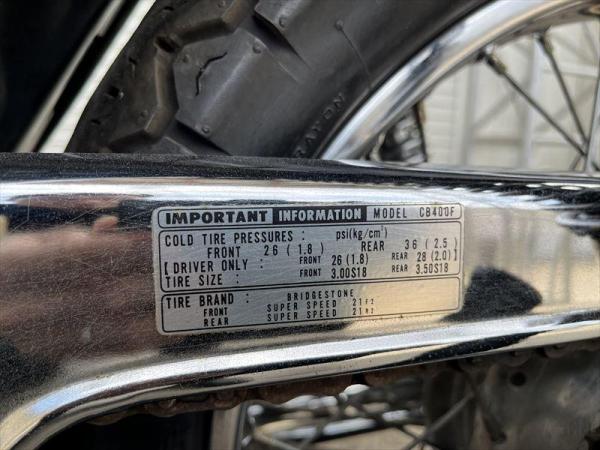 IMPORTANT INFORMATION MODEL CB400F
COLD TIRE PRESSURES : psi(kg/cm²)
FRONT 26 (1.8) REAR 36 (2.5)
[ DRIVER ONLY : FRONT 26 (1.8) REAR 28 (2.0) ]
TIRE SIZE : FRONT 3.00S18 REAR 3.50S18
TIRE BRAND : BRIDGESTONE
FRONT SUPER SPEED 21F2
REAR SUPER SPEED 21R2